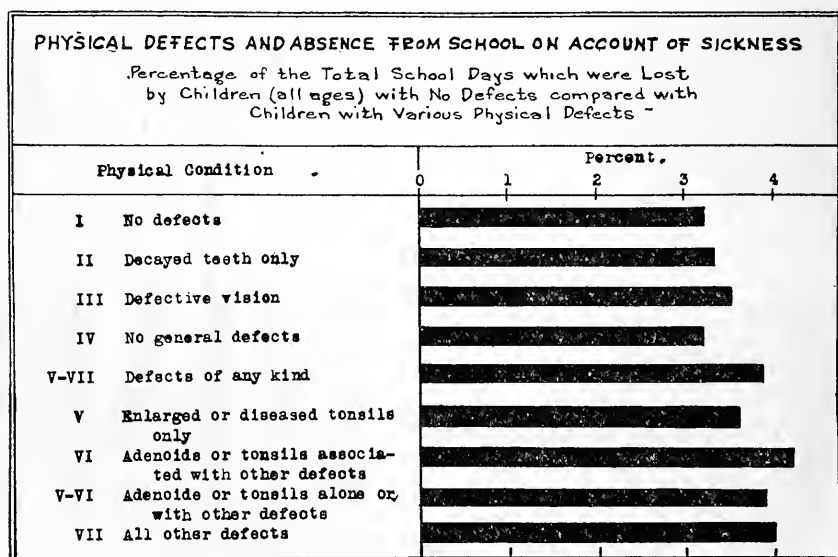 PHYSICAL DEFECTS AND ABSENCE FROM SCHOOL ON ACCOUNT OF SICKNESS
Percentage of the Total School Days which were Lost
by Children (all ages) with No Defects compared with
Children with Various Physical Defects
Physical Condition
Percent.
0 1 2 3 4
I No defects
II Decayed teeth only
III Defective vision
IV No general defects
V-VII Defects of any kind
V Enlarged or diseased tonsils
only
VI Adenoids or tonsils associa-
ted with other defects
V-VI Adenoids or tonsils alone or
with other defects
VII All other defects